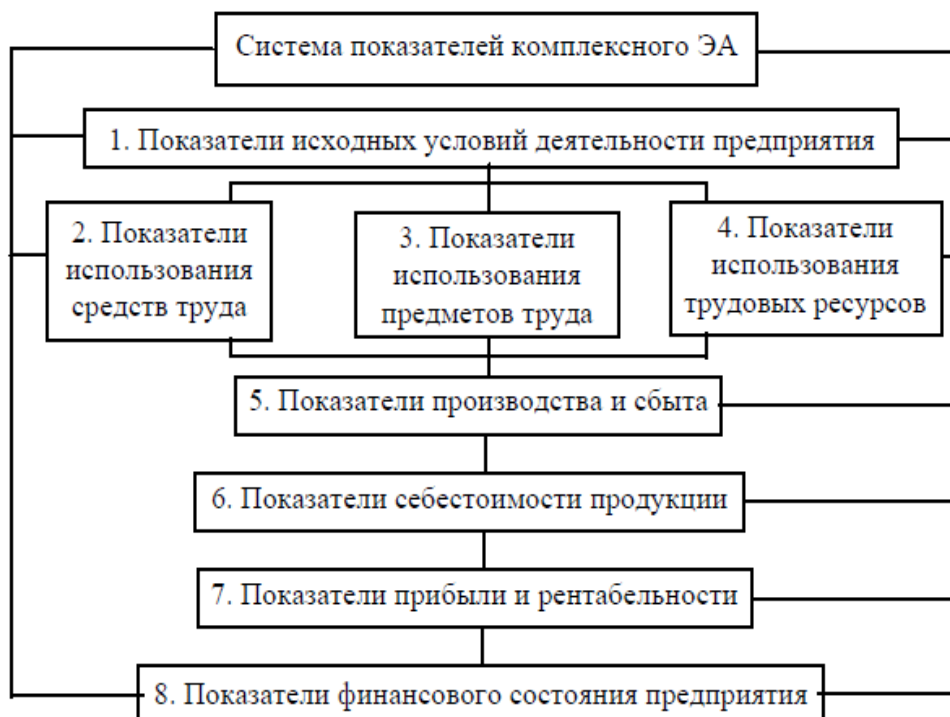 Система показателей комплексного ЭА
1. Показатели исходных условий деятельности предприятия
2. Показатели
использования
средств труда
3. Показатели
использования
предметов труда
4. Показатели
использования
трудовых ресурсов
5. Показатели производства и сбыта
6. Показатели себестоимости продукции
7. Показатели прибыли и рентабельности
8. Показатели финансового состояния предприятия